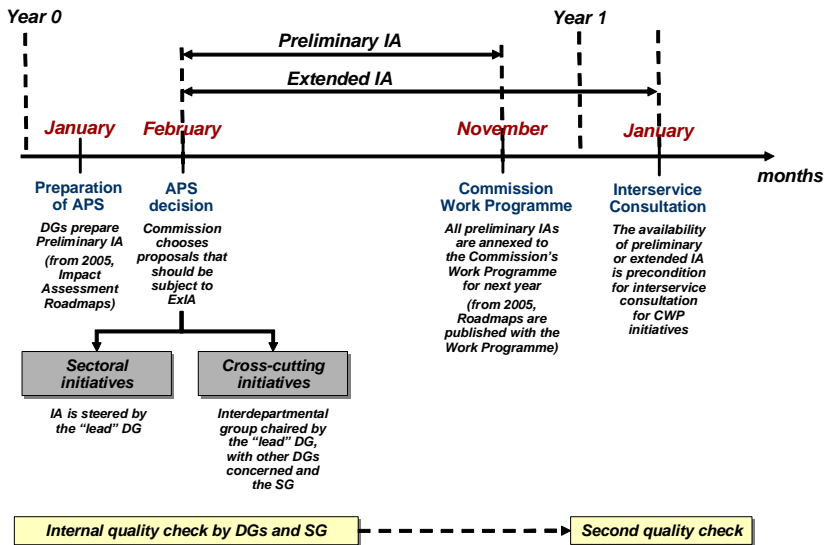 Year 0
Year 1
Preliminary IA
Extended IA
January
February
November
January
months
Preparation
of APS
DGs prepare
Preliminary IA
(from 2005,
Impact
Assessment
Roadmaps)
APS
decision
Commission
chooses
proposals that
should be
subject to
ExIA
Commission
Work Programme
All preliminary IAs
are annexed to
the Commission's
Work Programme
for next year
(from 2005,
Roadmaps are
published with the
Work Programme)
Interservice
Consultation
The availability
of preliminary
or extended IA
is precondition
for interservice
consultation
for CWP
initiatives
Sectoral
initiatives
IA is steered by
the “lead” DG
Cross-cutting
initiatives
Interdepartmental
group chaired by
the “lead” DG,
with other DGs
concerned and
the SG
Internal quality check by DGs and SG
Second quality check